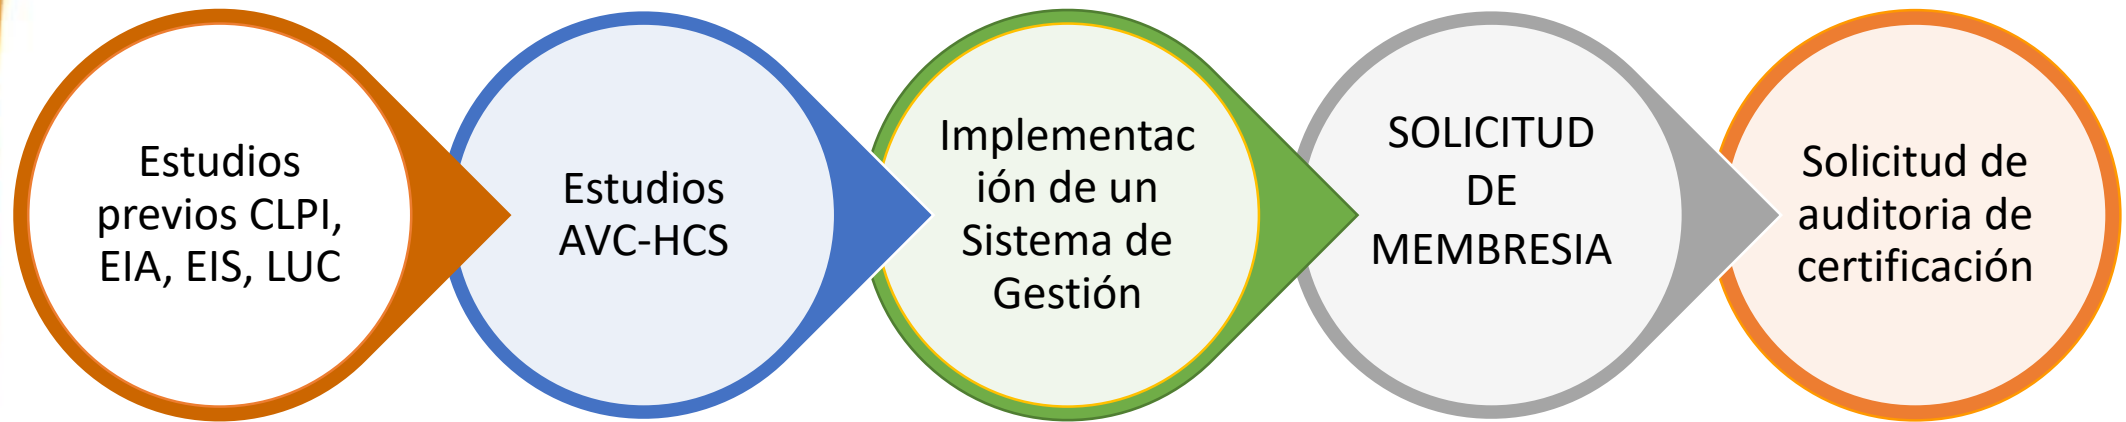 Estudios
previos CLPI,
EIA, EIS, LUC
Estudios
AVC-HCS
Implementac
ión de un
Sistema de
Gestión
SOLICITUD
DE
MEMBRESIA
Solicitud de
auditoria de
certificación